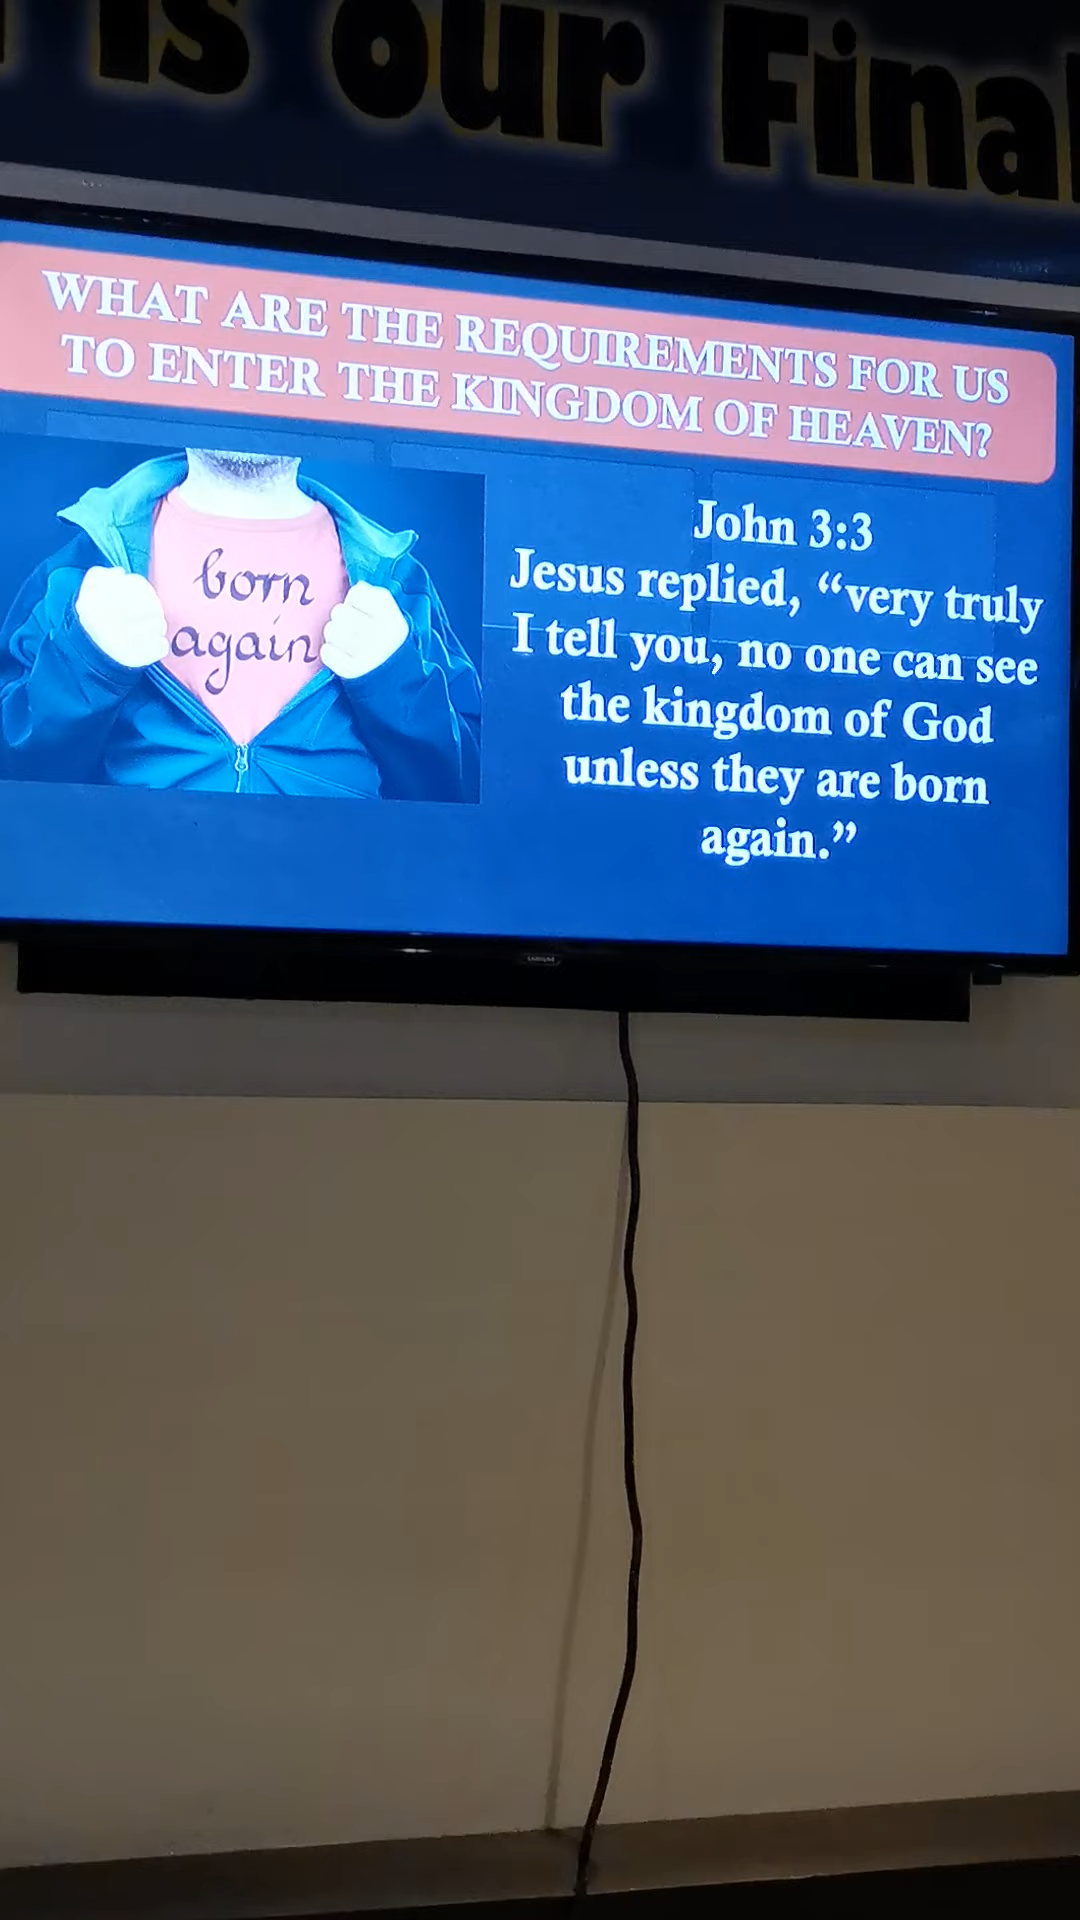 is our Final
WHAT ARE THE REQUIREMENTS FOR US
TO ENTER THE KINGDOM OF HEAVEN?
born
again
John 3:3
Jesus replied, “very truly
I tell you, no one can see
the kingdom of God
unless they are born
again.”
SAMSUNG